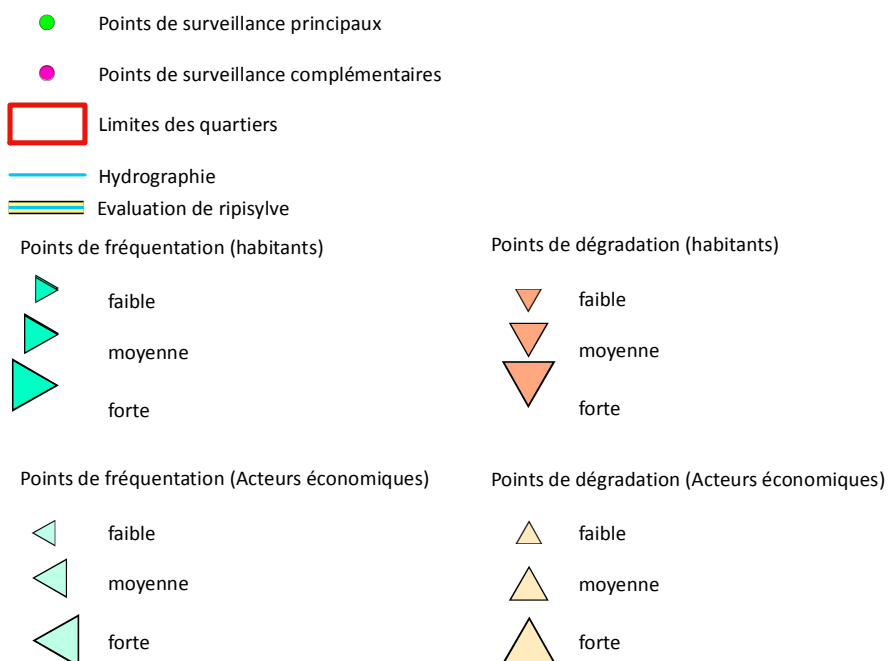 Points de surveillance principaux
Points de surveillance complémentaires
Limites des quartiers
Hydrographie
Evaluation de ripisylve
Points de fréquentation (habitants)
faible
moyenne
forte
Points de dégradation (habitants)
faible
moyenne
forte
Points de fréquentation (Acteurs économiques)
faible
moyenne
forte
Points de dégradation (Acteurs économiques)
faible
moyenne
forte